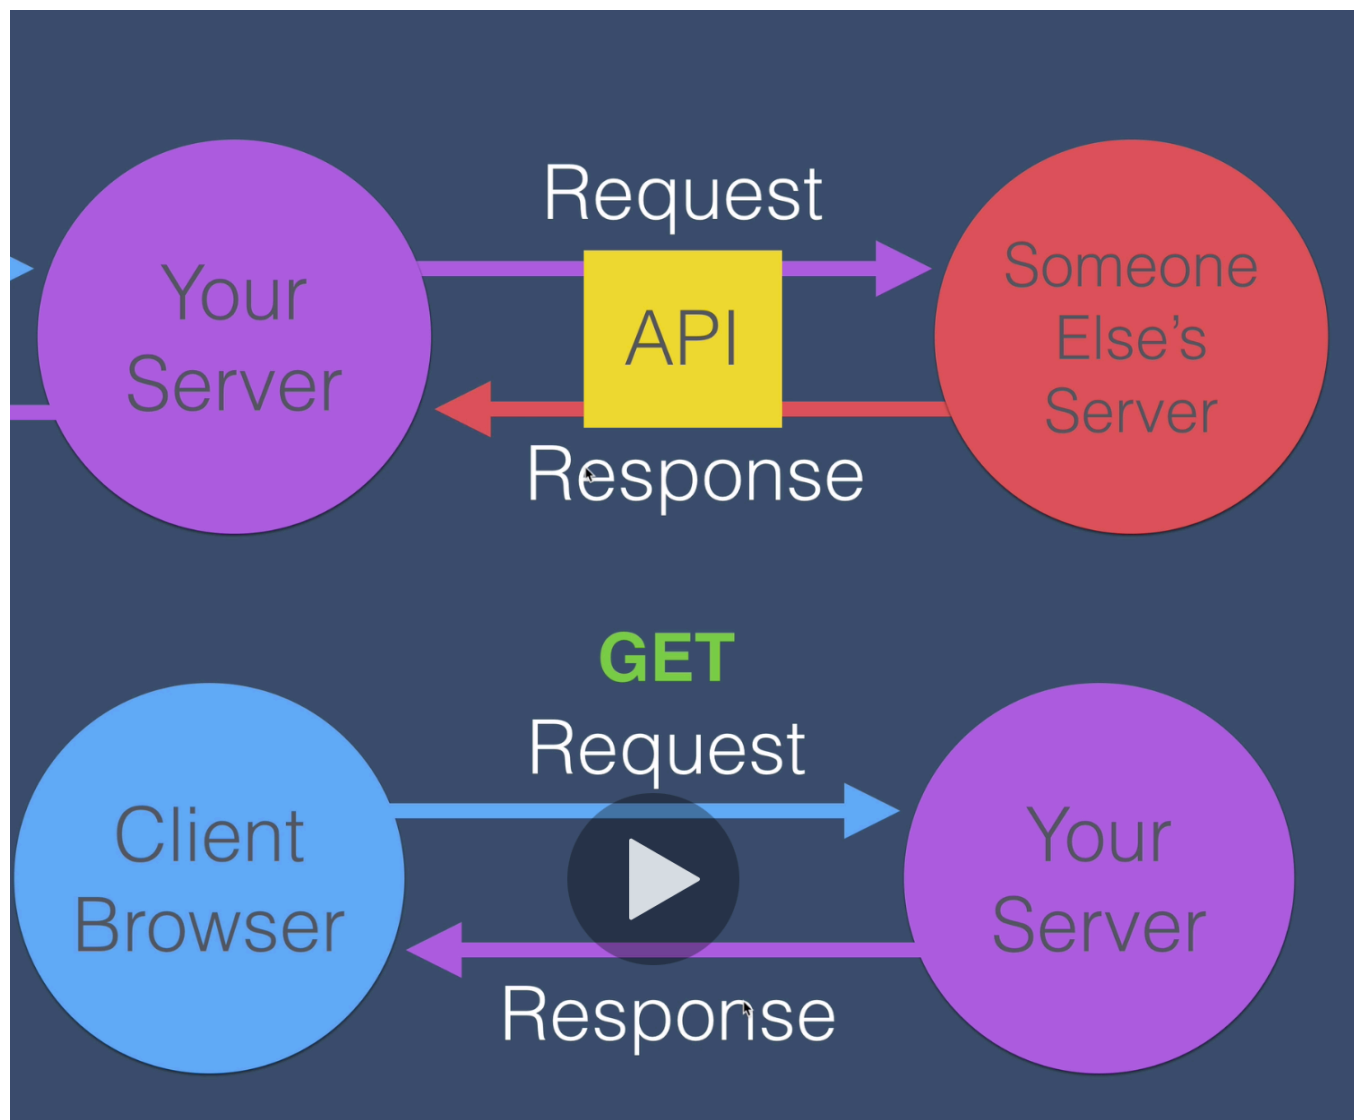 Request
Your
Server
API
Someone
Else’s
Server
Response
GET
Request
Client
Browser
Your
Server
Response